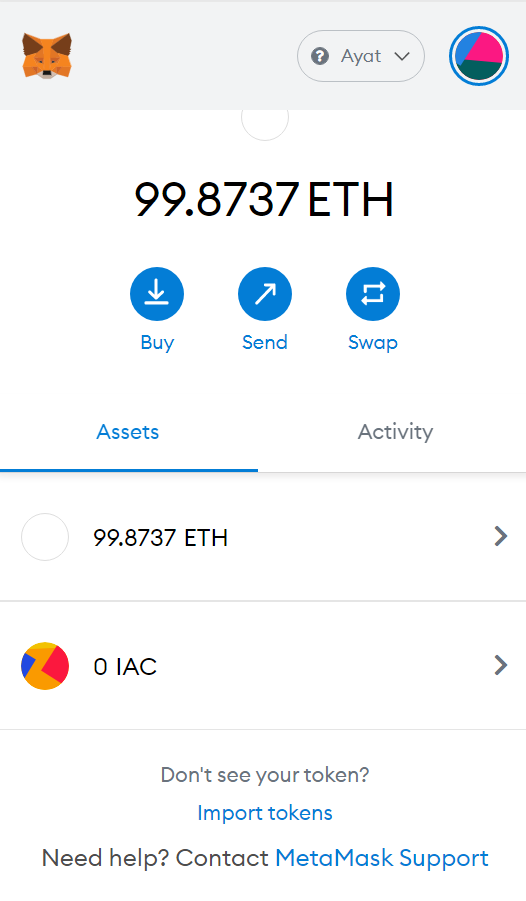 Ayat
99.8737 ETH
Buy Send Swap
Assets Activity
99.8737 ETH
0 IAC
Don't see your token?
Import tokens
Need help? Contact MetaMask Support